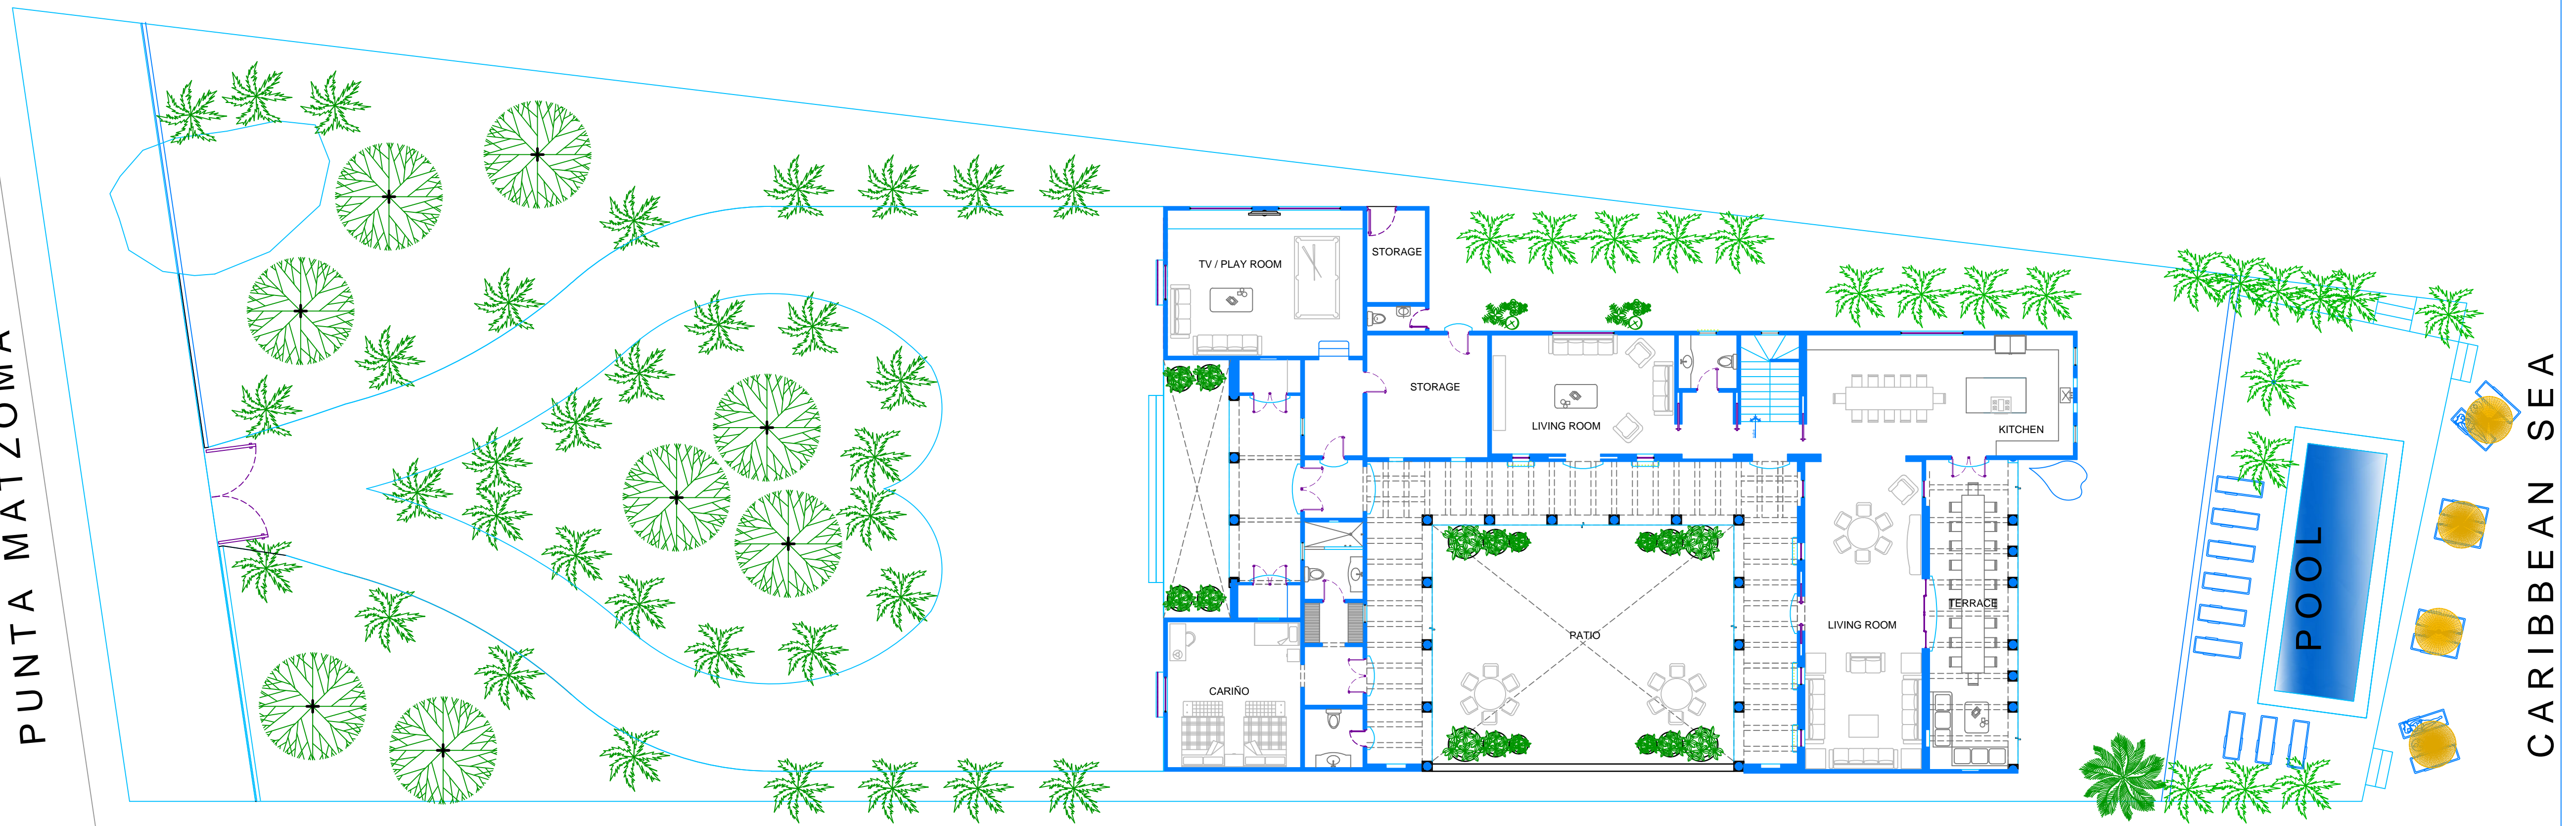 PUNTA MATZOMA
TV / PLAY ROOM
STORAGE
STORAGE
LIVING ROOM
KITCHEN
CARIÑO
PATIO
LIVING ROOM
TERRACE
POOL
CARIBBEAN SEA